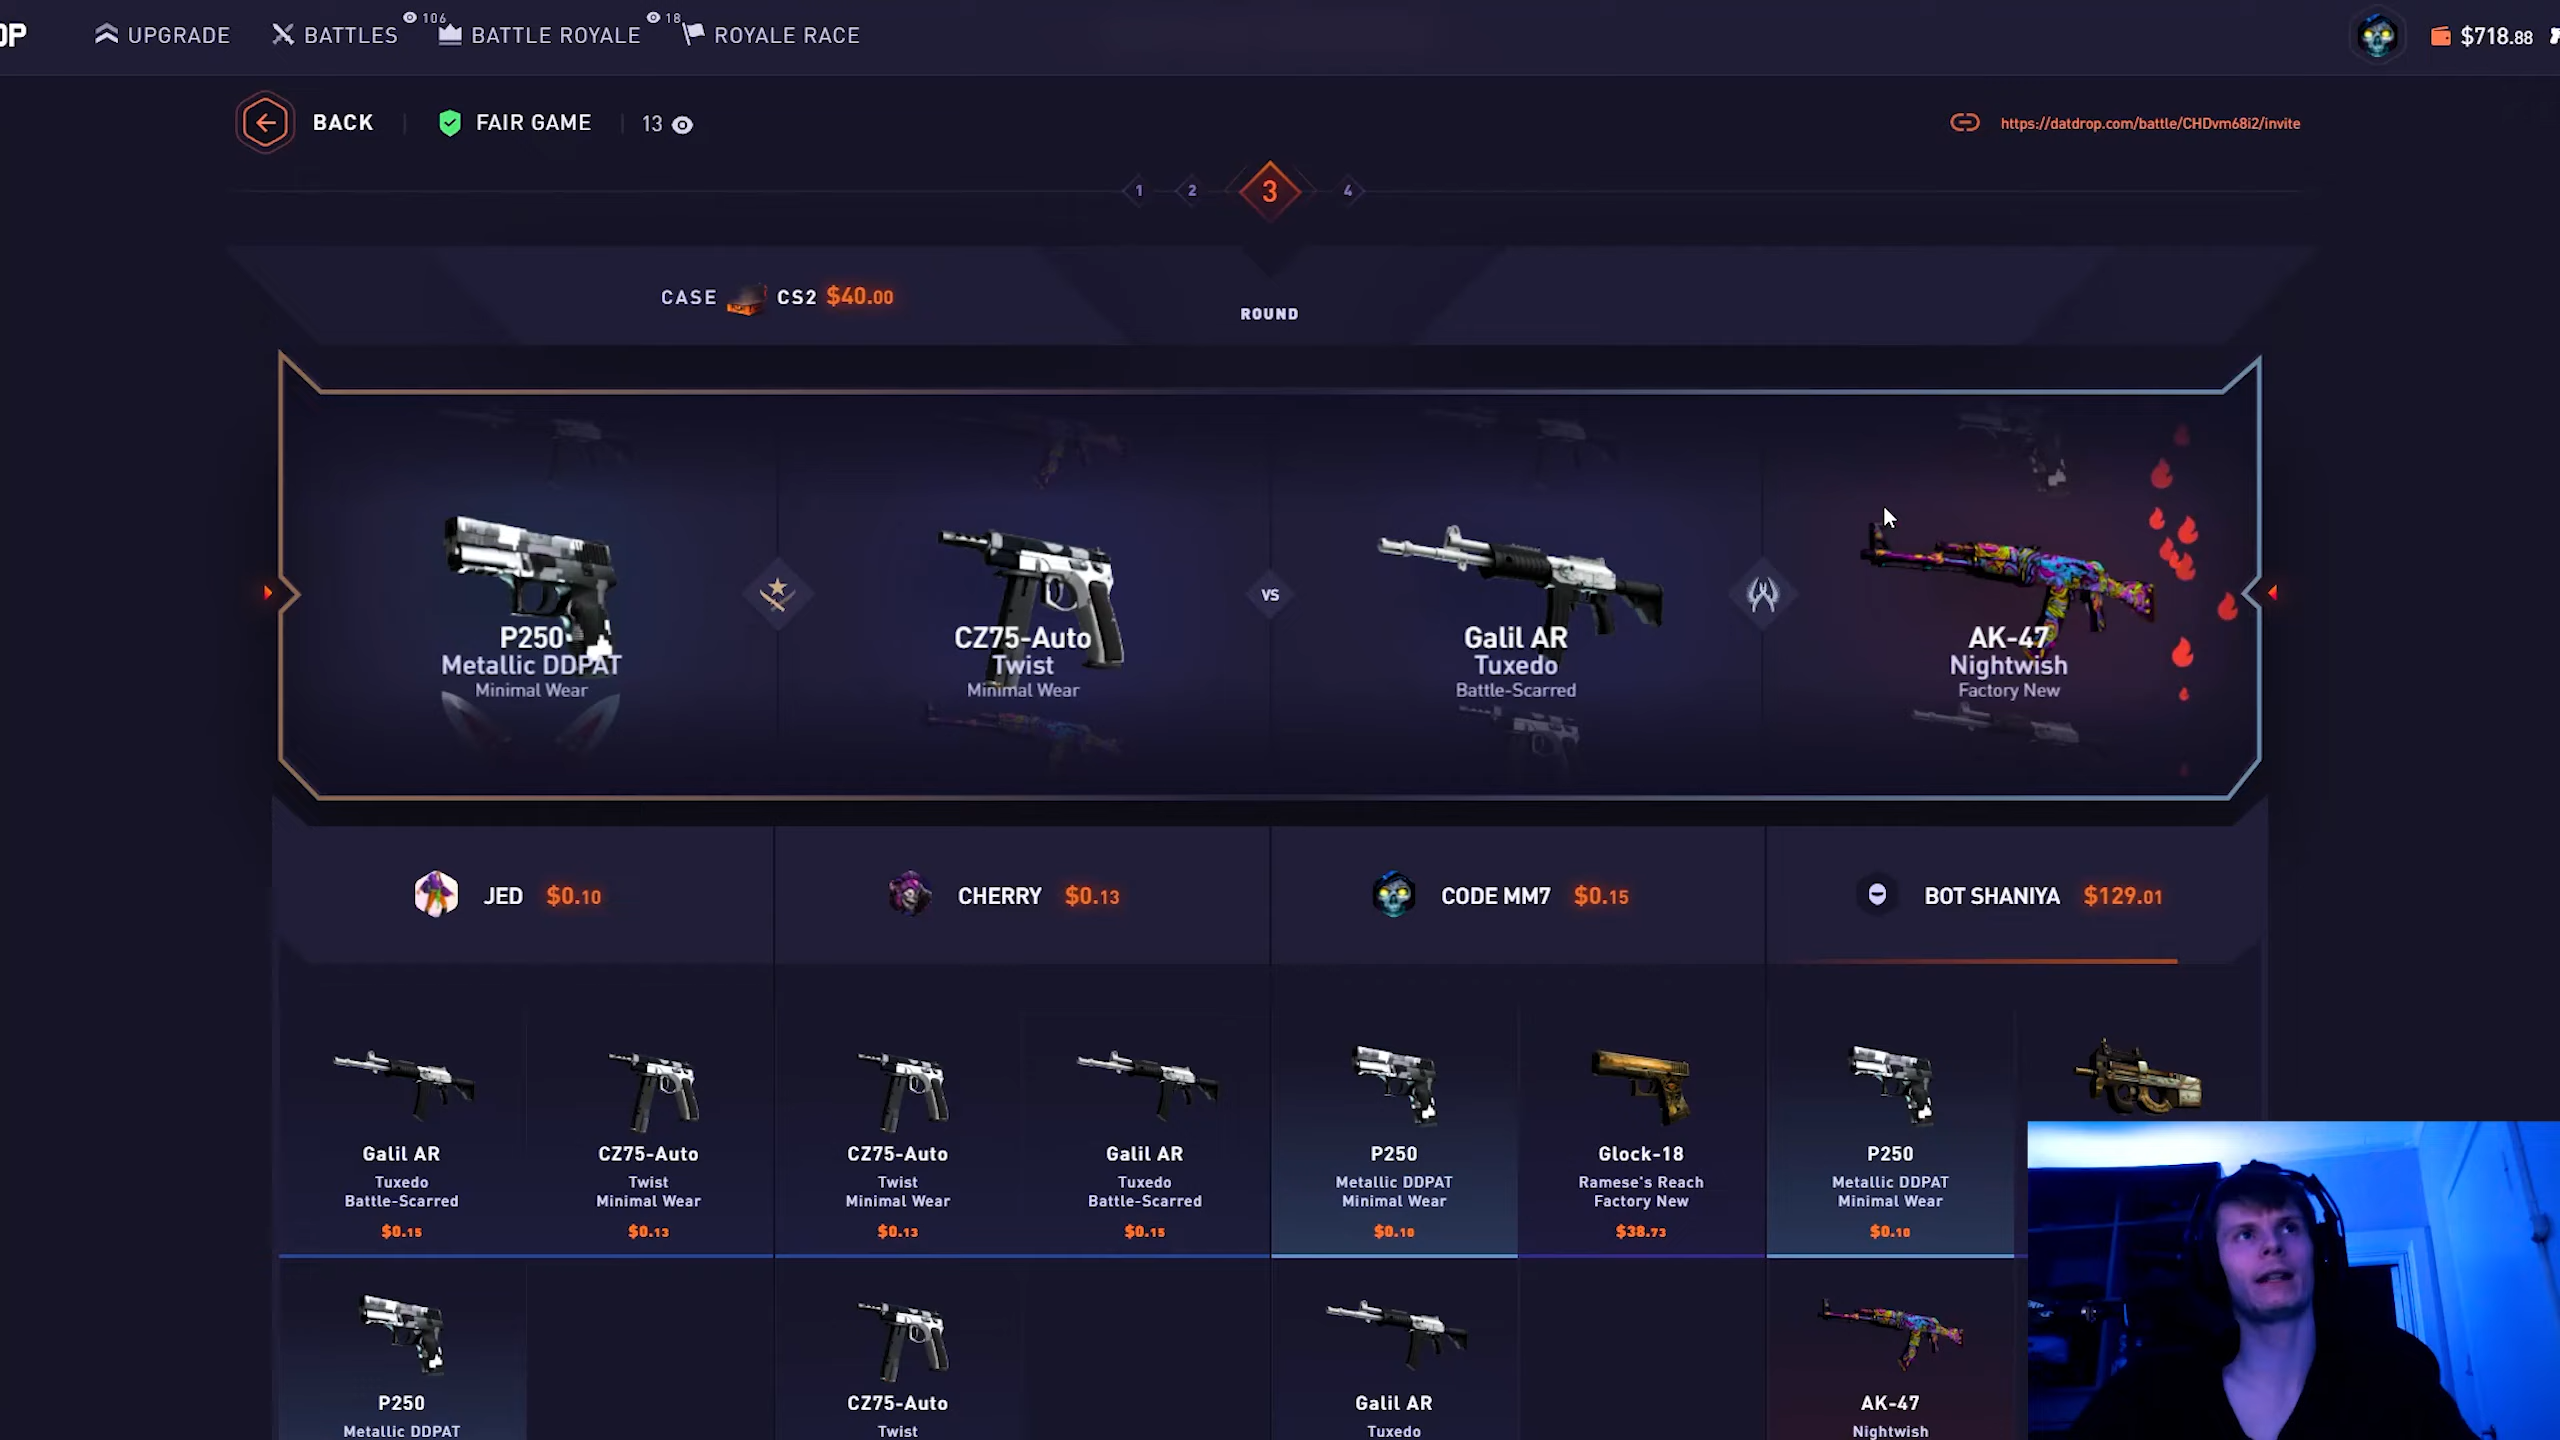 OP
UPGRADE
BATTLES
106
BATTLE ROYALE
18
ROYALE RACE
$718.88
BACK
FAIR GAME
13
https://datdrop.com/battle/CHDvm68i2/invite
1
2
3
4
CASE CS2 $40.00
ROUND
P250
Metallic DDPAT
Minimal Wear
CZ75-Auto
Twist
Minimal Wear
VS
Galil AR
Tuxedo
Battle-Scarred
AK-47
Nightwish
Factory New
JED $0.10
CHERRY $0.13
CODE MM7 $0.15
BOT SHANIYA $129.01
Galil AR
Tuxedo
Battle-Scarred
$0.15
CZ75-Auto
Twist
Minimal Wear
$0.13
CZ75-Auto
Twist
Minimal Wear
$0.13
Galil AR
Tuxedo
Battle-Scarred
$0.15
P250
Metallic DDPAT
Minimal Wear
$0.10
Glock-18
Ramese's Reach
Factory New
$38.73
P250
Metallic DDPAT
Minimal Wear
$0.10
P250
Metallic DDPAT
CZ75-Auto
Twist
Galil AR
Tuxedo
AK-47
Nightwish